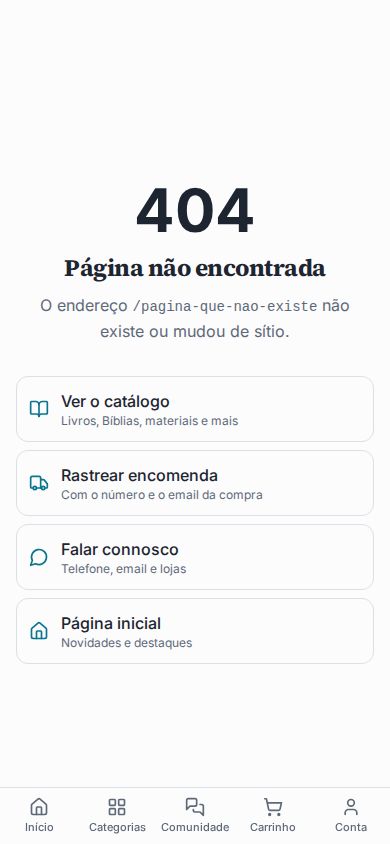 404
Página não encontrada
O endereço /pagina-que-nao-existe não
existe ou mudou de sítio.
Ver o catálogo
Livros, Bíblias, materiais e mais
Rastrear encomenda
Com o número e o email da compra
Falar connosco
Telefone, email e lojas
Página inicial
Novidades e destaques
Início Categorias Comunidade Carrinho Conta